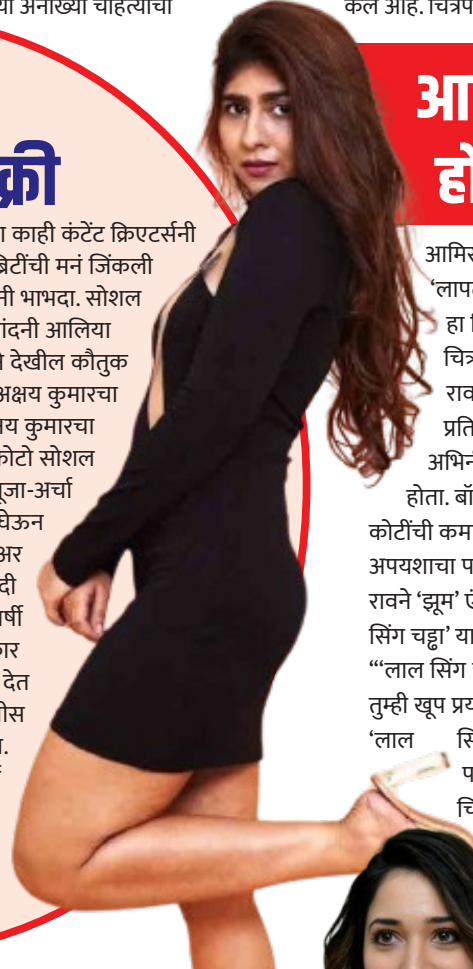 अनोख्या चाहत्याची
क्री
काही कंटेंट क्रिएटर्सनी
ब्रिटींची मनं जिंकली
नी भाभदा. सोशल
ांदनी आलिया
देखील कौतुक
अक्षय कुमारचा
य कुमारचा
फोटो सोशल
पूजा-अर्चा
घेऊन
अर
दी
र्षी
ार
देत
ीस
केले आहे. चित्रप
आ
हो
आमिर
‘लाप
हा
चित्र
राव
प्रति
अभिन
होता. बॉ
कोटींची कमा
अपयशाचा प
रावने ‘झूम’ ए
सिंग चड्ढा’ या
“‘लाल सिंग
तुम्ही खूप प्रय
‘लाल सि
प
चि